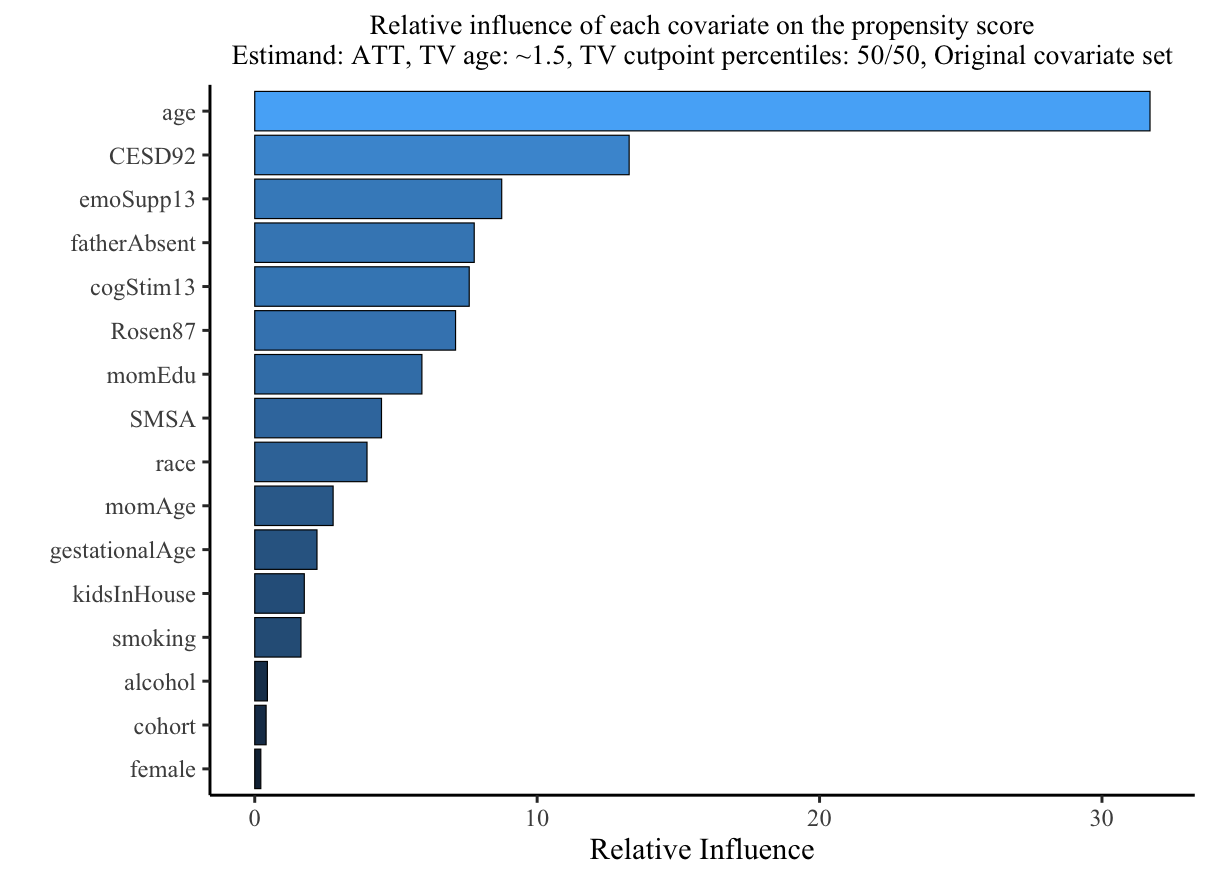 Relative influence of each covariate on the propensity score
Estimand: ATT, TV age: ~1.5, TV cutpoint percentiles: 50/50, Original covariate set
age
CESD92
emoSupp13
fatherAbsent
cogStim13
Rosen87
momEdu
SMSA
race
momAge
gestationalAge
kidsInHouse
smoking
alcohol
cohort
female
0 10 20 30
Relative Influence